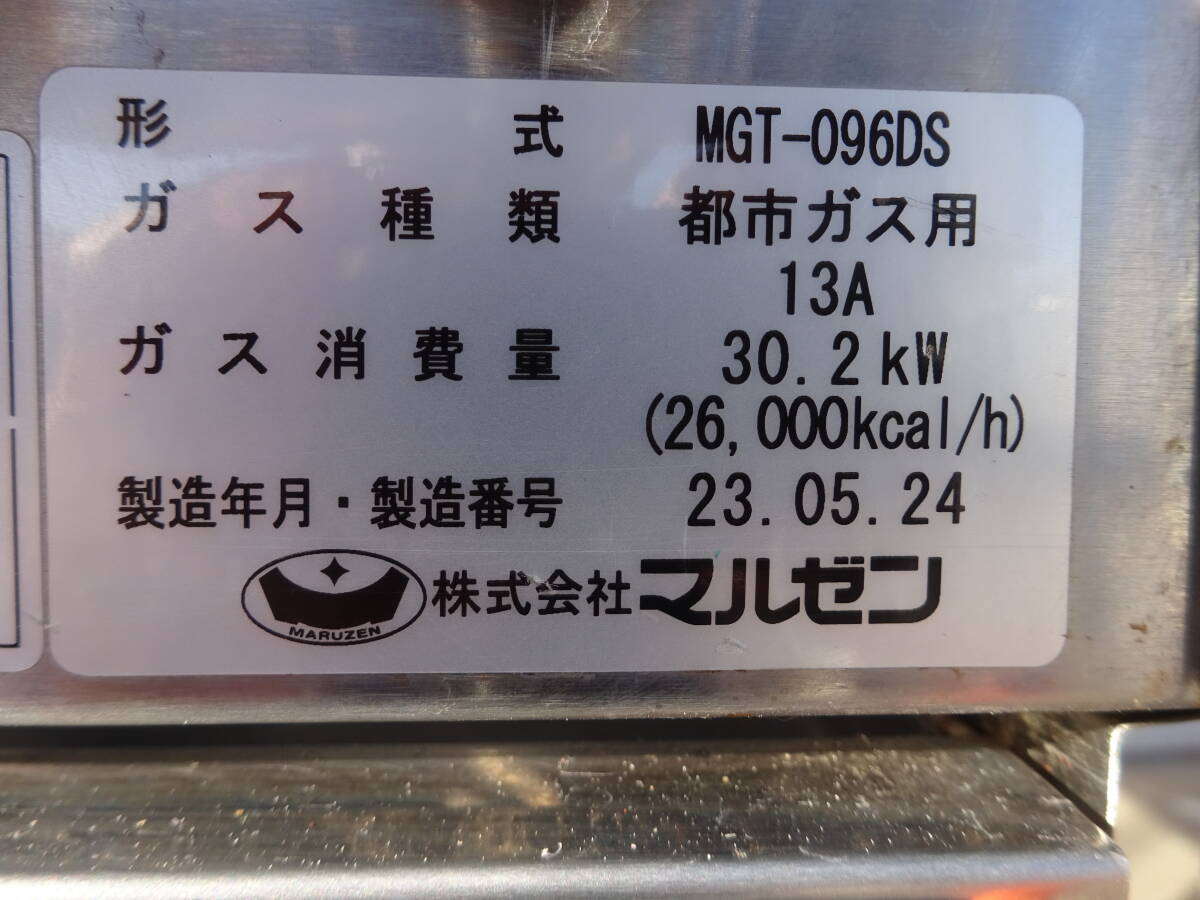 形式 MGT-096DS
ガス種類 都市ガス用
13A
ガス消費量 30.2kW
(26,000kcal/h)
製造年月・製造番号 23.05.24
MARUZEN 株式会社マルゼン